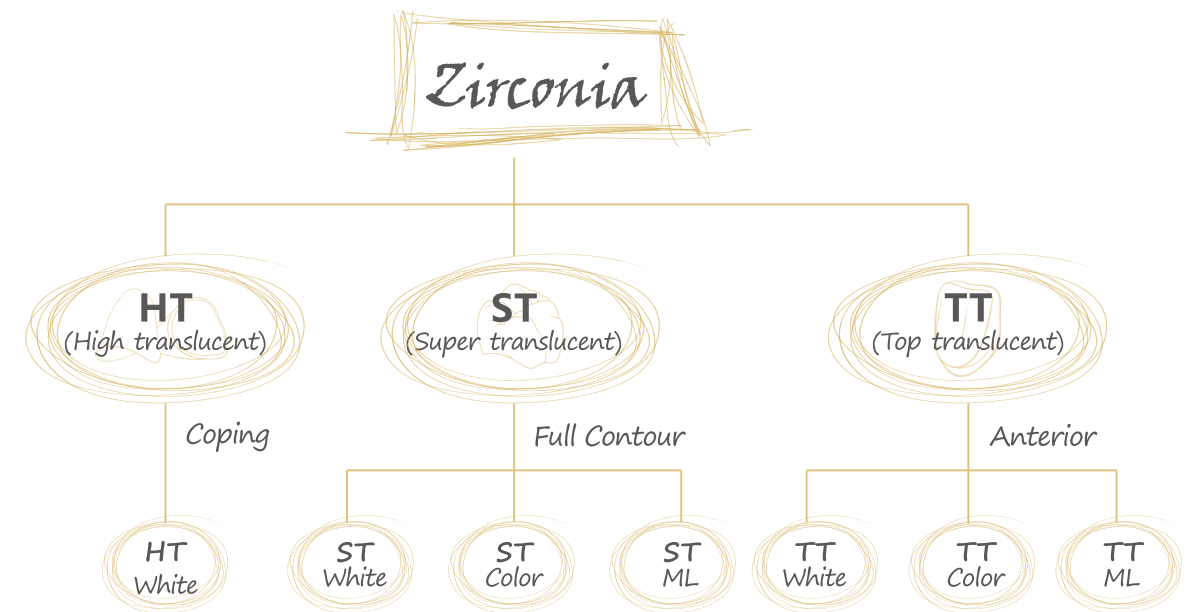 Zirconia
HT
(High translucent)
ST
(Super translucent)
TT
(Top translucent)
Coping
Full Contour
Anterior
HT
White
ST
White
ST
Color
ST
ML
TT
White
TT
Color
TT
ML